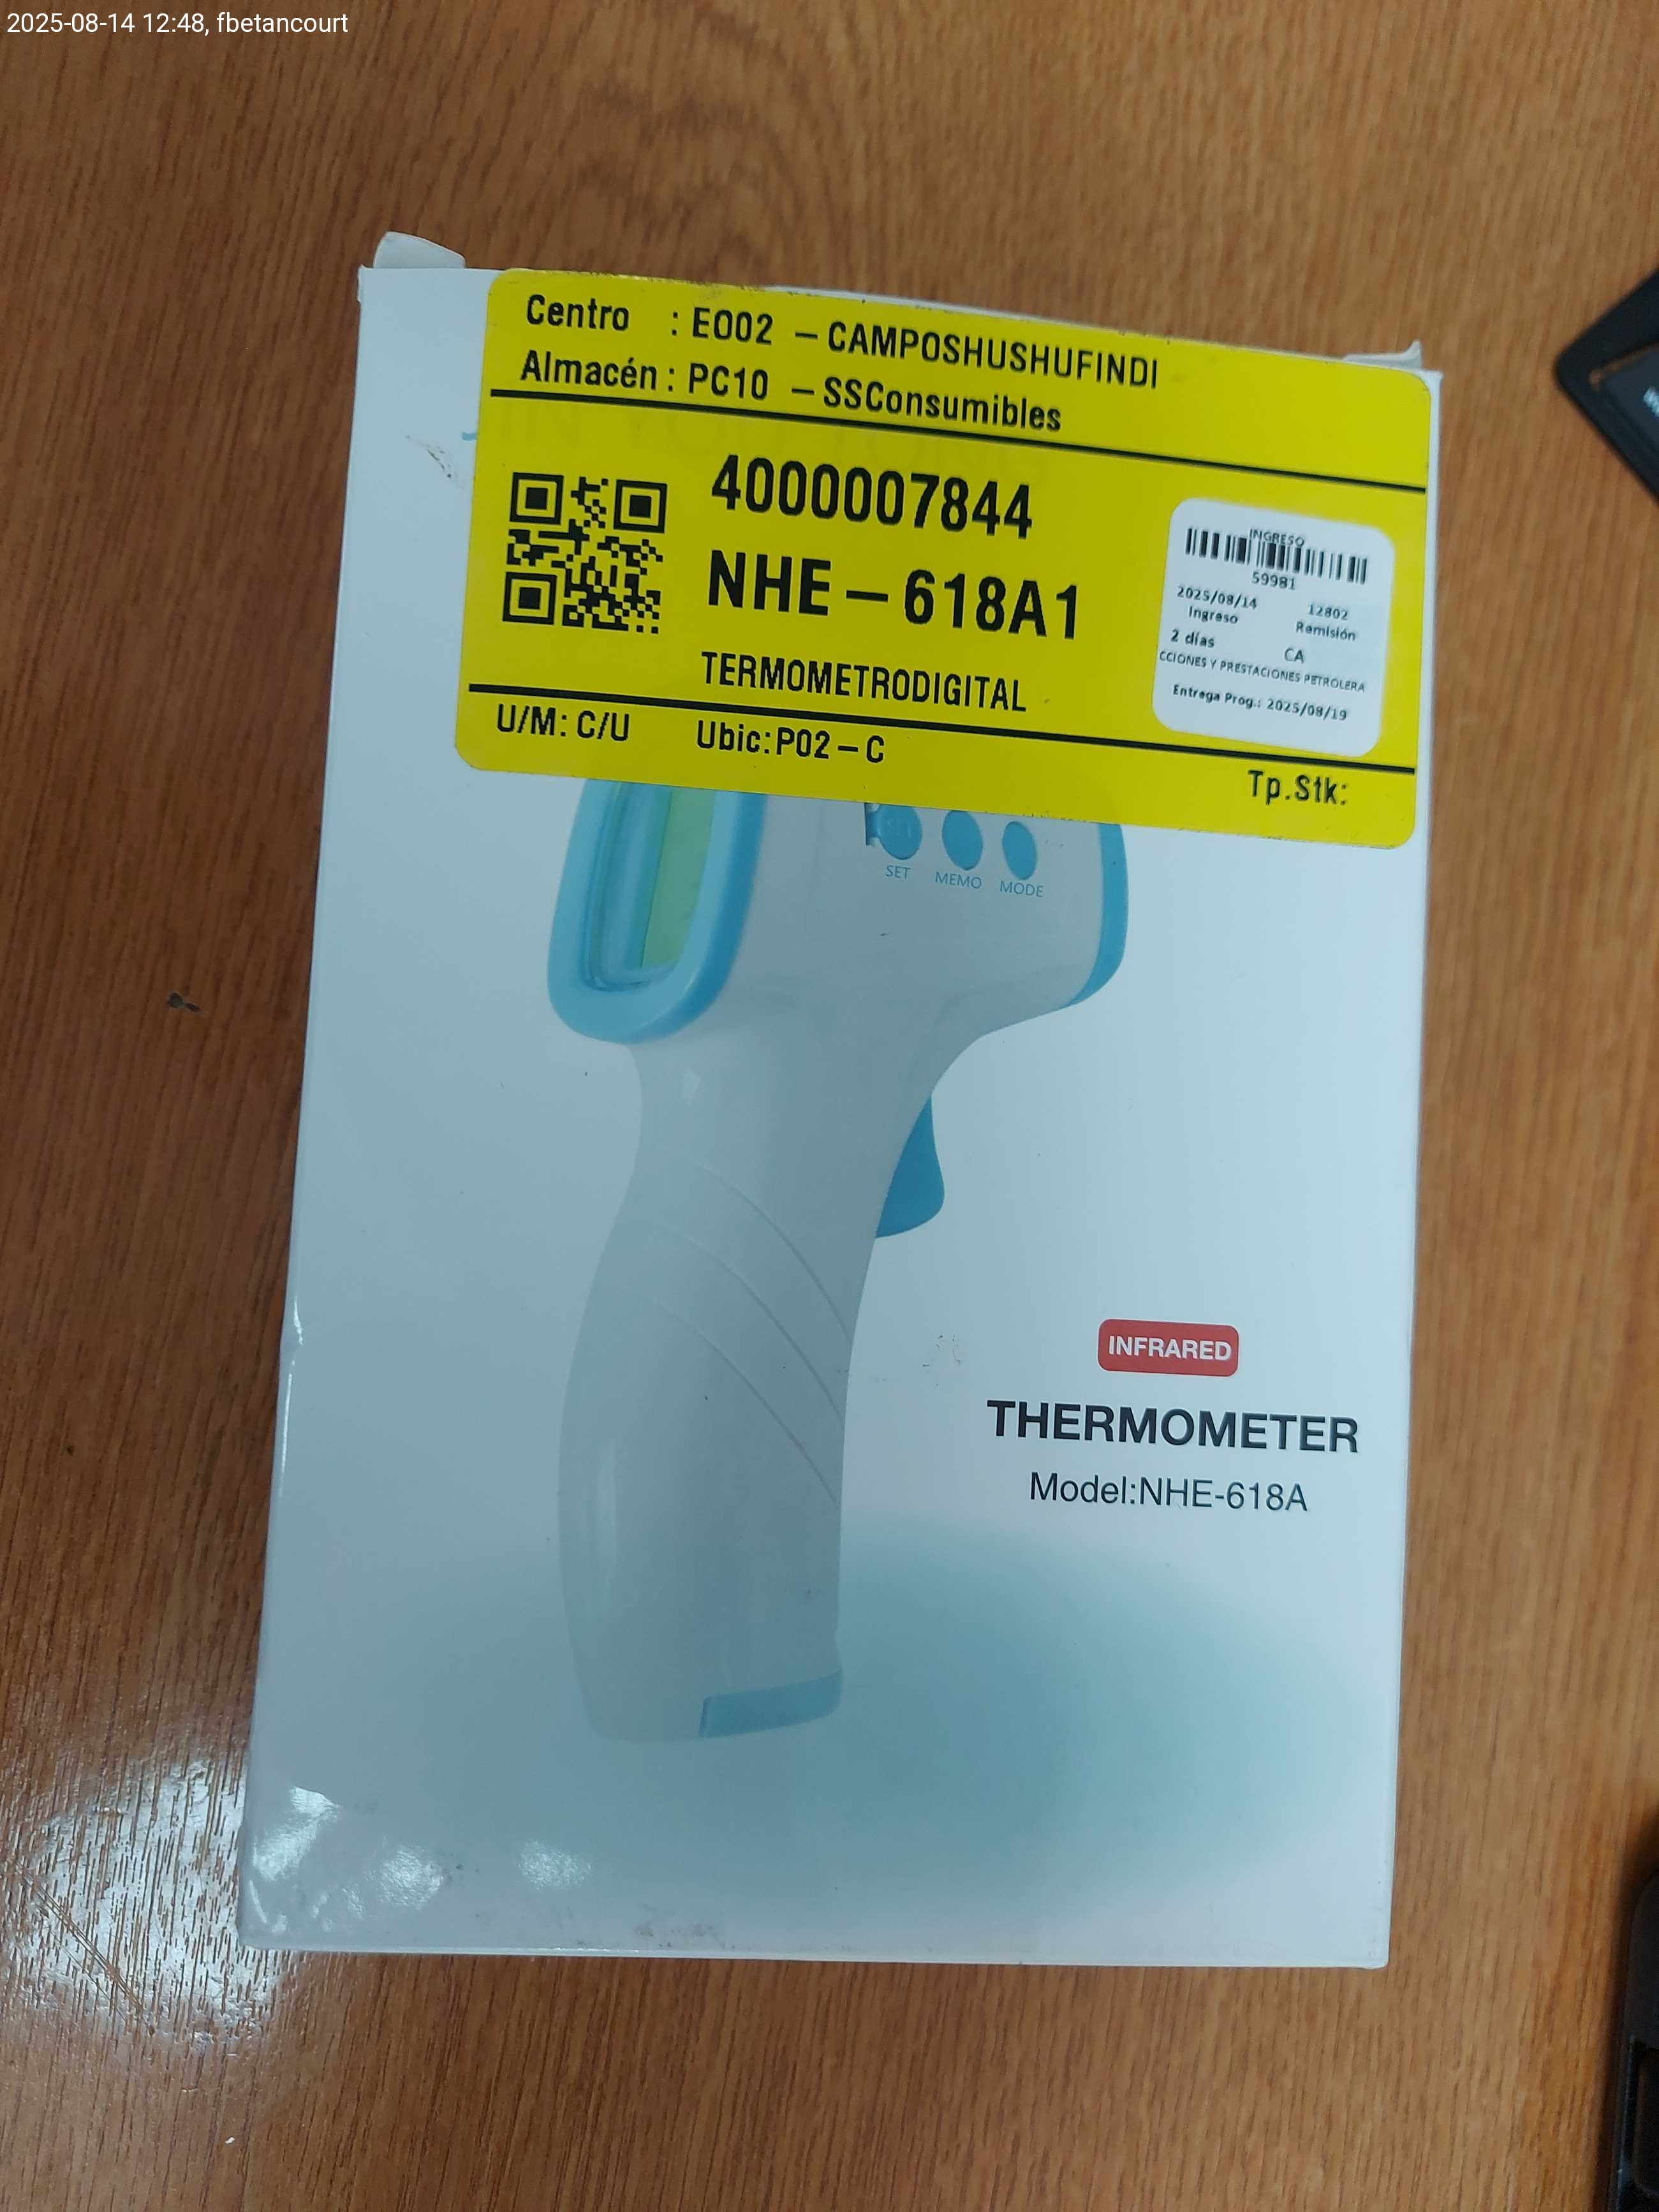 2025-08-14 12:48, fbetancourt
Centro : E002 – CAMPOSHUSHUFINDI
Almacén : PC10 – SSConsumibles
4000007844
NHE – 618A1
TERMOMETRODIGITAL
INGRESO
59981
2025/08/14 12802
Ingreso Remisión
2 días CA
CCIONES Y PRESTACIONES PETROLERA
Entrega Prog.: 2025/08/19
U/M: C/U Ubic: P02 – C Tp.Stk:
SET MEMO MODE
INFRARED
THERMOMETER
Model:NHE-618A